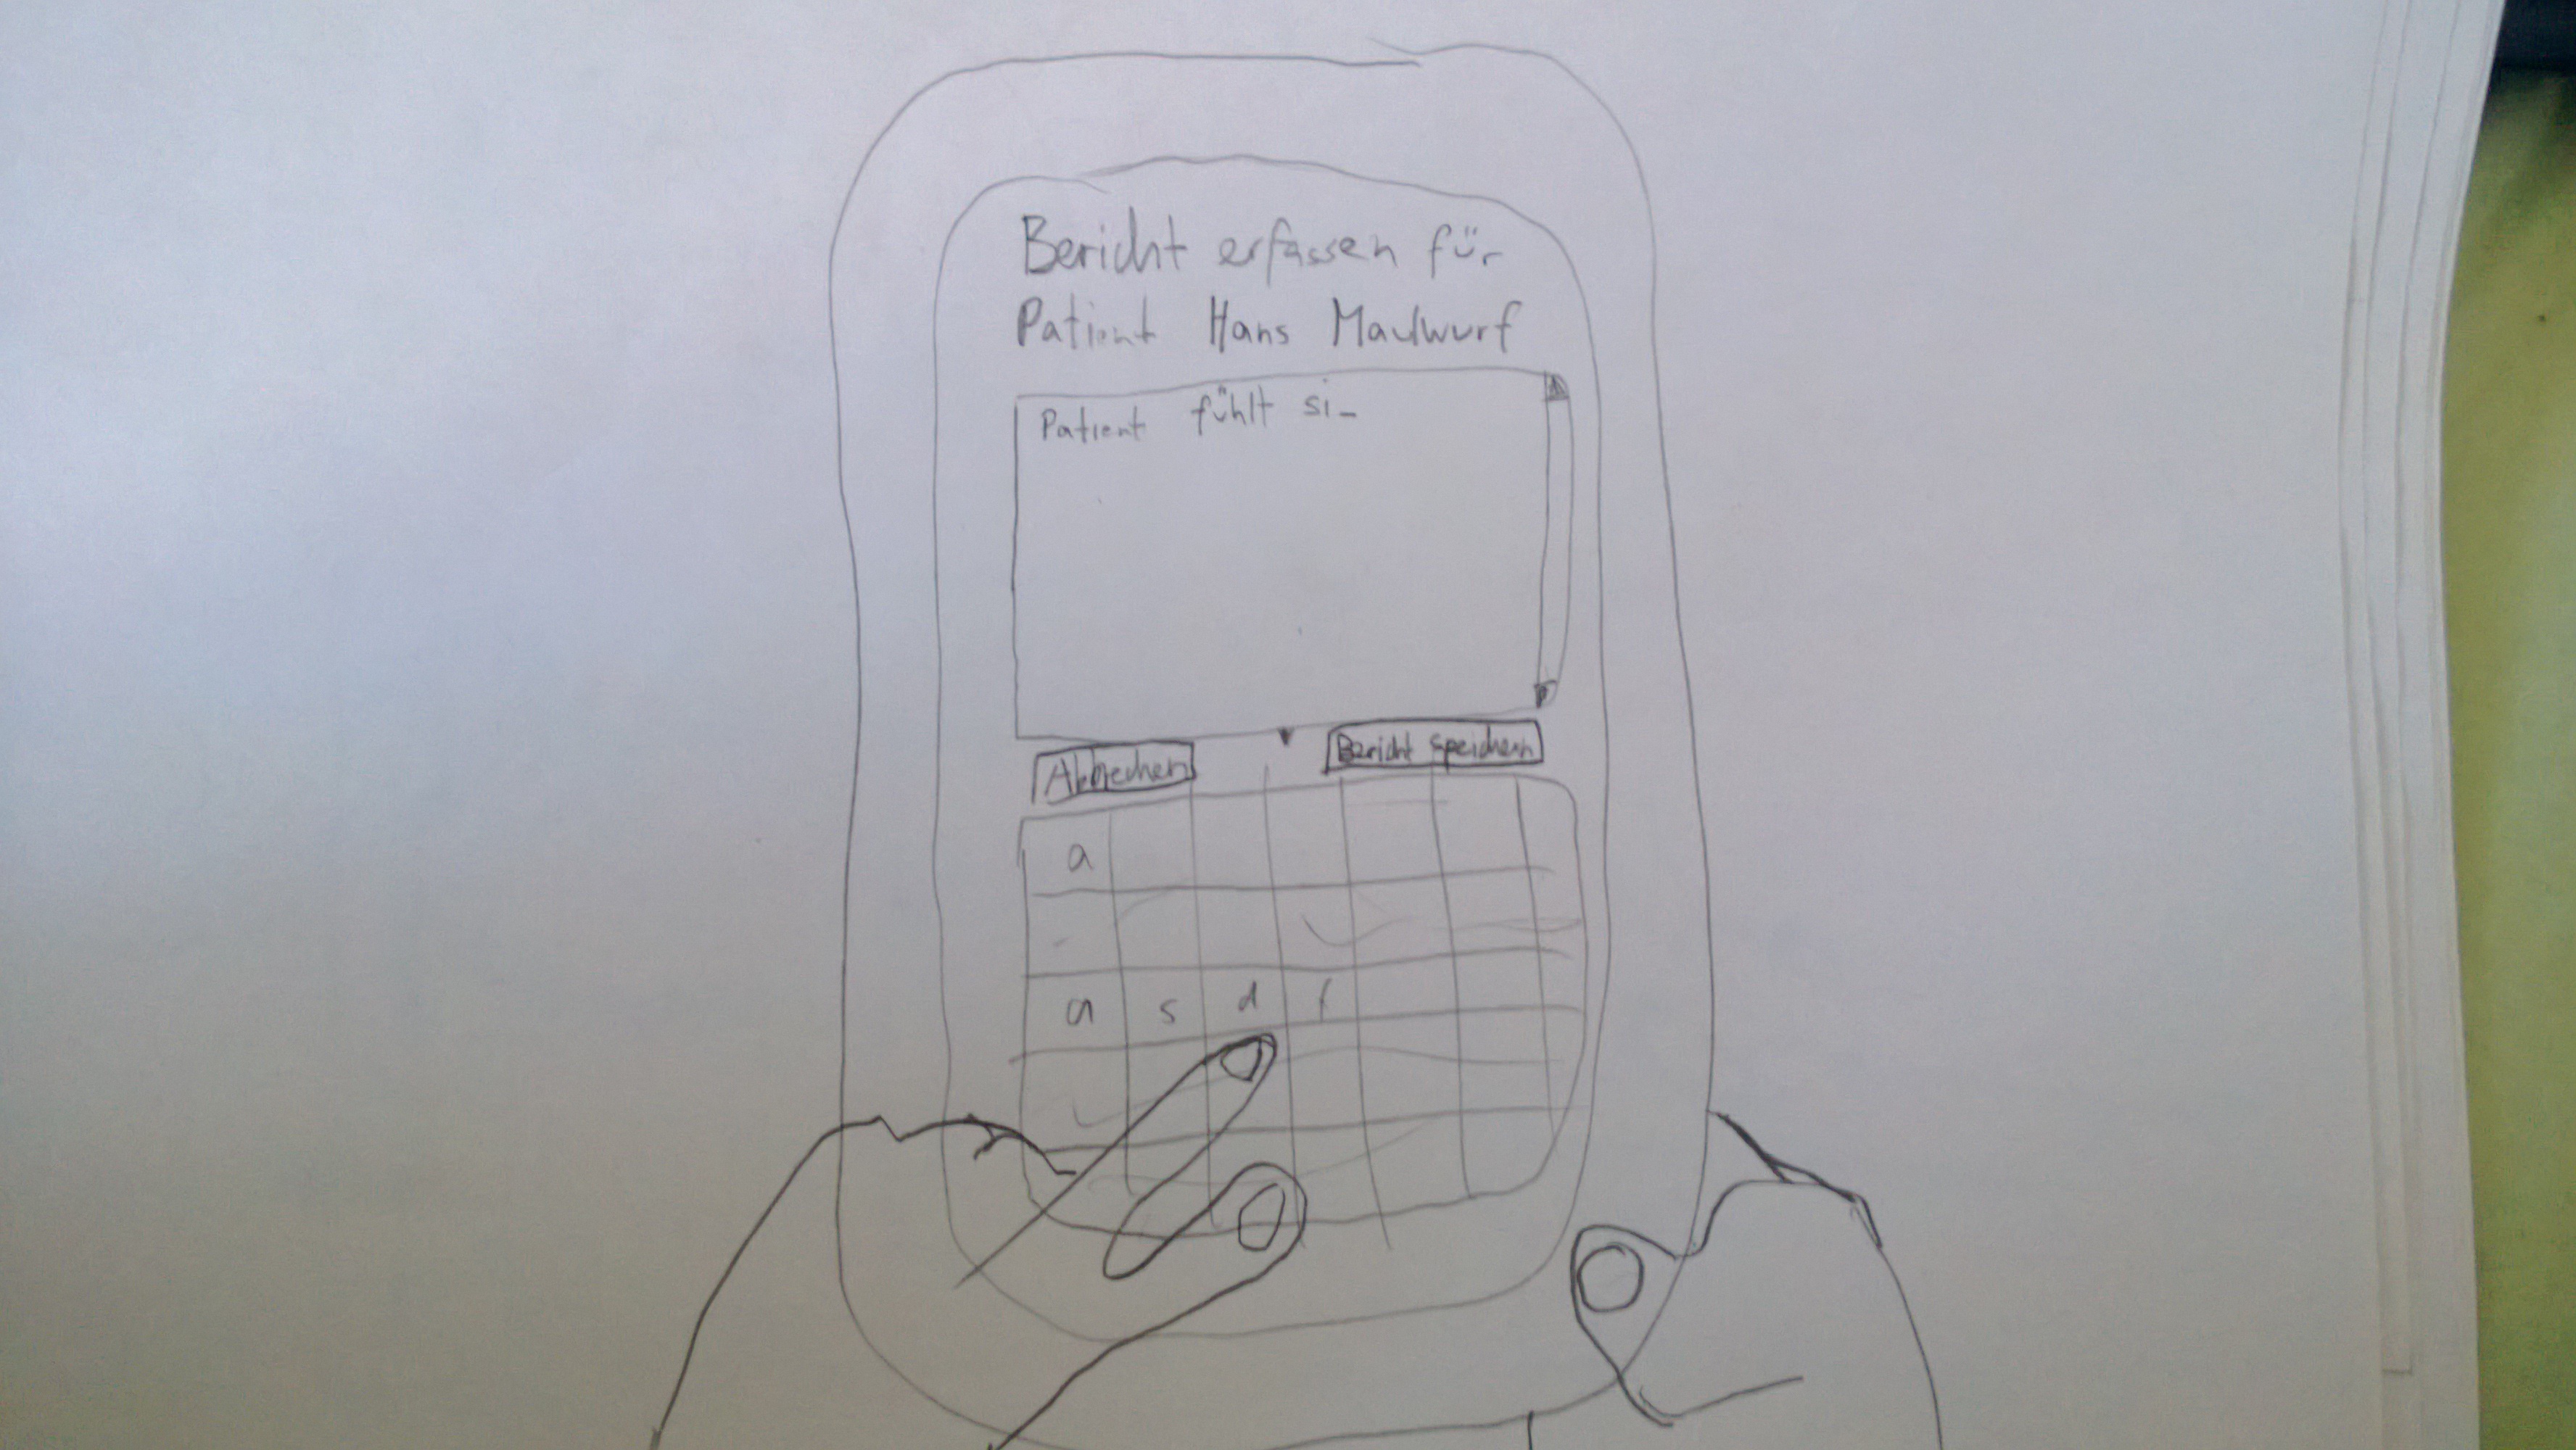 Bericht erfassen für
Patient Hans Maulwurf
Patient fühlt si_
Abbrechen
Bericht speichern
a
a s d f